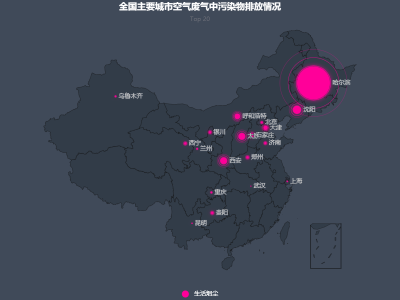 全国主要城市空气废气中污染物排放情况
Top 20
哈尔滨
乌鲁木齐
沈阳
呼和浩特
北京
天津
银川
太原
石家庄
济南
西宁
兰州
西安
郑州
武汉
上海
重庆
贵阳
昆明
生活烟尘